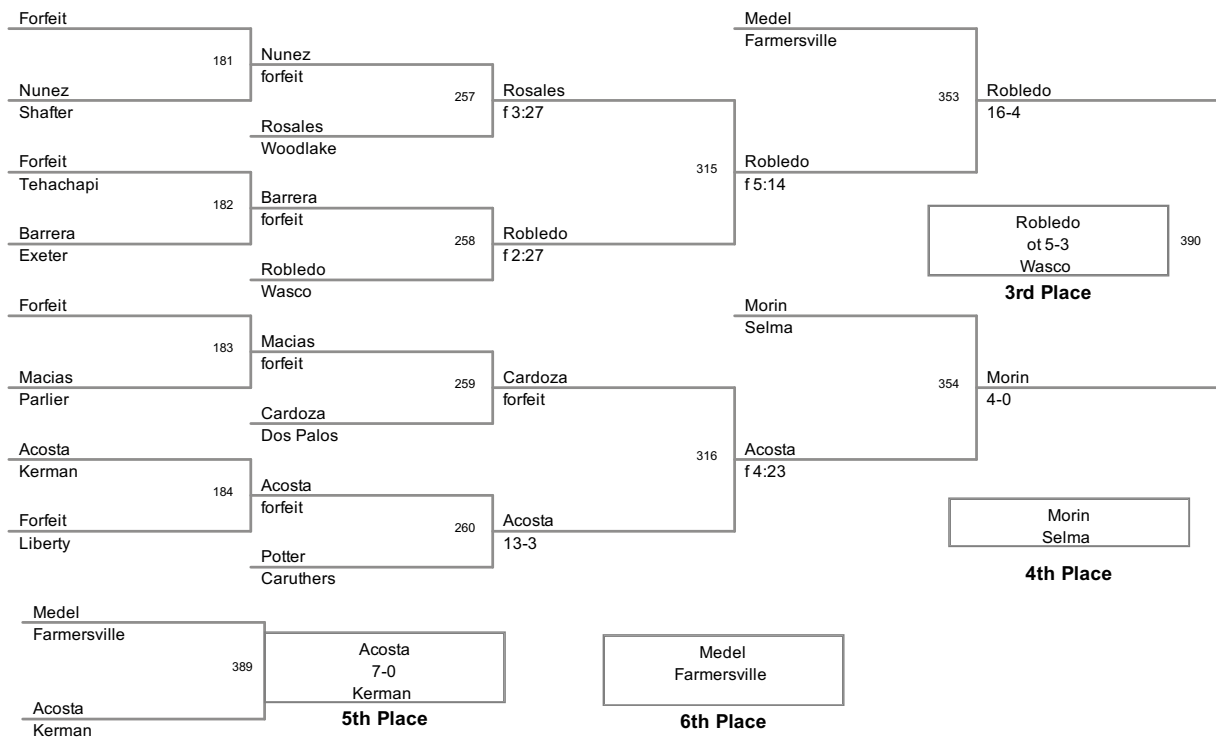 Forfeit
181
Nunez
Shafter
Forfeit
Tehachapi
182
Barrera
Exeter
Forfeit
183
Macias
Parlier
Acosta
Kerman
184
Forfeit
Liberty
Nunez
forfeit
257
Rosales
Woodlake
Barrera
forfeit
258
Robledo
Wasco
Macias
forfeit
259
Cardoza
Dos Palos
Acosta
forfeit
260
Potter
Caruthers
Rosales
f 3:27
315
Robledo
f 2:27
Cardoza
forfeit
316
Acosta
13-3
Medel
Farmersville
353
Robledo
f 5:14
Morin
Selma
354
Acosta
f 4:23
Robledo
16-4
Robledo
ot 5-3
Wasco
390
3rd Place
Morin
4-0
Morin
Selma
4th Place
Medel
Farmersville
389
Acosta
Kerman
Acosta
7-0
Kerman
5th Place
Medel
Farmersville
6th Place